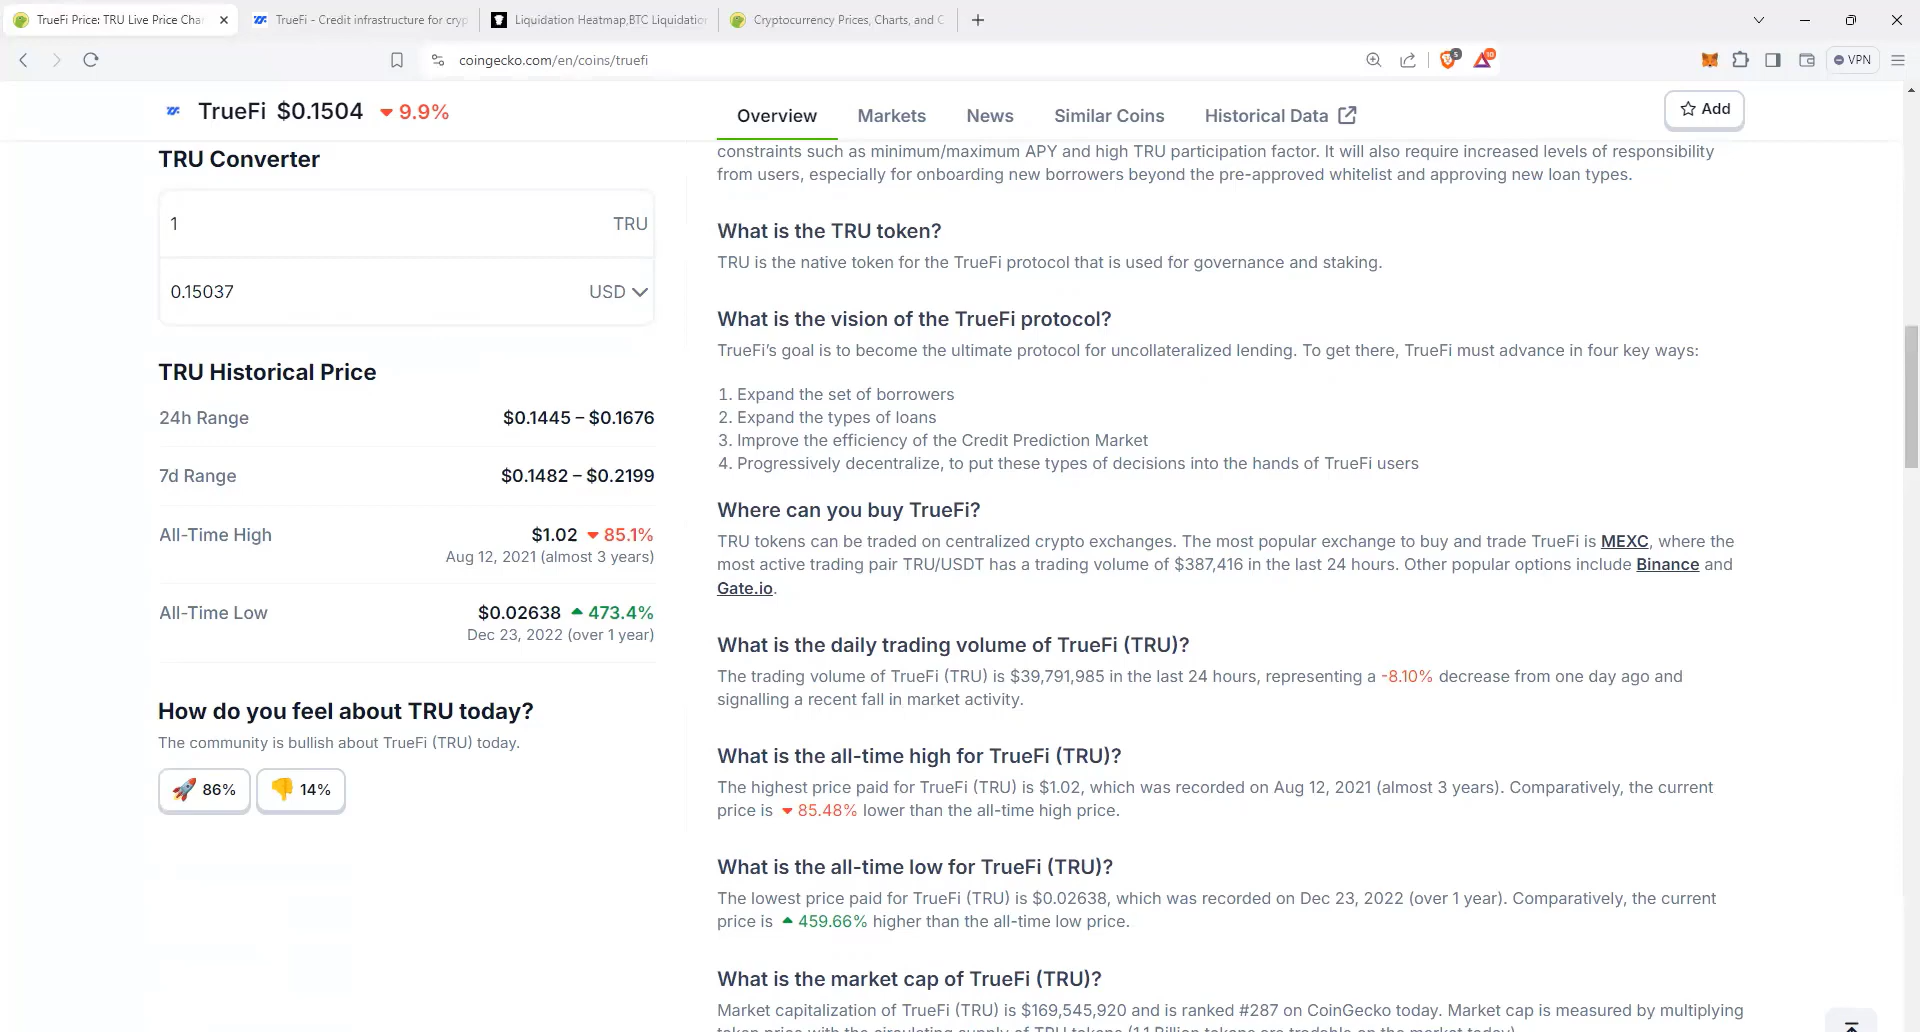 TrueFi Price: TRU Live Price Cha
TrueFi - Credit infrastructure for cryp
Liquidation Heatmap,BTC Liquidation
Cryptocurrency Prices, Charts, and C
coingecko.com/en/coins/truefi
5
10
VPN
TrueFi $0.1504 9.9%
Overview
Markets
News
Similar Coins
Historical Data
Add
TRU Converter
1 TRU
0.15037 USD
TRU Historical Price
24h Range $0.1445 – $0.1676
7d Range $0.1482 – $0.2199
All-Time High $1.02 85.1%
Aug 12, 2021 (almost 3 years)
All-Time Low $0.02638 473.4%
Dec 23, 2022 (over 1 year)
How do you feel about TRU today?
The community is bullish about TrueFi (TRU) today.
86% 14%
constraints such as minimum/maximum APY and high TRU participation factor. It will also require increased levels of responsibility
from users, especially for onboarding new borrowers beyond the pre-approved whitelist and approving new loan types.
What is the TRU token?
TRU is the native token for the TrueFi protocol that is used for governance and staking.
What is the vision of the TrueFi protocol?
TrueFi's goal is to become the ultimate protocol for uncollateralized lending. To get there, TrueFi must advance in four key ways:
1. Expand the set of borrowers
2. Expand the types of loans
3. Improve the efficiency of the Credit Prediction Market
4. Progressively decentralize, to put these types of decisions into the hands of TrueFi users
Where can you buy TrueFi?
TRU tokens can be traded on centralized crypto exchanges. The most popular exchange to buy and trade TrueFi is MEXC, where the
most active trading pair TRU/USDT has a trading volume of $387,416 in the last 24 hours. Other popular options include Binance and
Gate.io.
What is the daily trading volume of TrueFi (TRU)?
The trading volume of TrueFi (TRU) is $39,791,985 in the last 24 hours, representing a -8.10% decrease from one day ago and
signalling a recent fall in market activity.
What is the all-time high for TrueFi (TRU)?
The highest price paid for TrueFi (TRU) is $1.02, which was recorded on Aug 12, 2021 (almost 3 years). Comparatively, the current
price is 85.48% lower than the all-time high price.
What is the all-time low for TrueFi (TRU)?
The lowest price paid for TrueFi (TRU) is $0.02638, which was recorded on Dec 23, 2022 (over 1 year). Comparatively, the current
price is 459.66% higher than the all-time low price.
What is the market cap of TrueFi (TRU)?
Market capitalization of TrueFi (TRU) is $169,545,920 and is ranked #287 on CoinGecko today. Market cap is measured by multiplying
token price with the circulating supply of TRU tokens (1.1 Billion tokens are tradable on the market today).